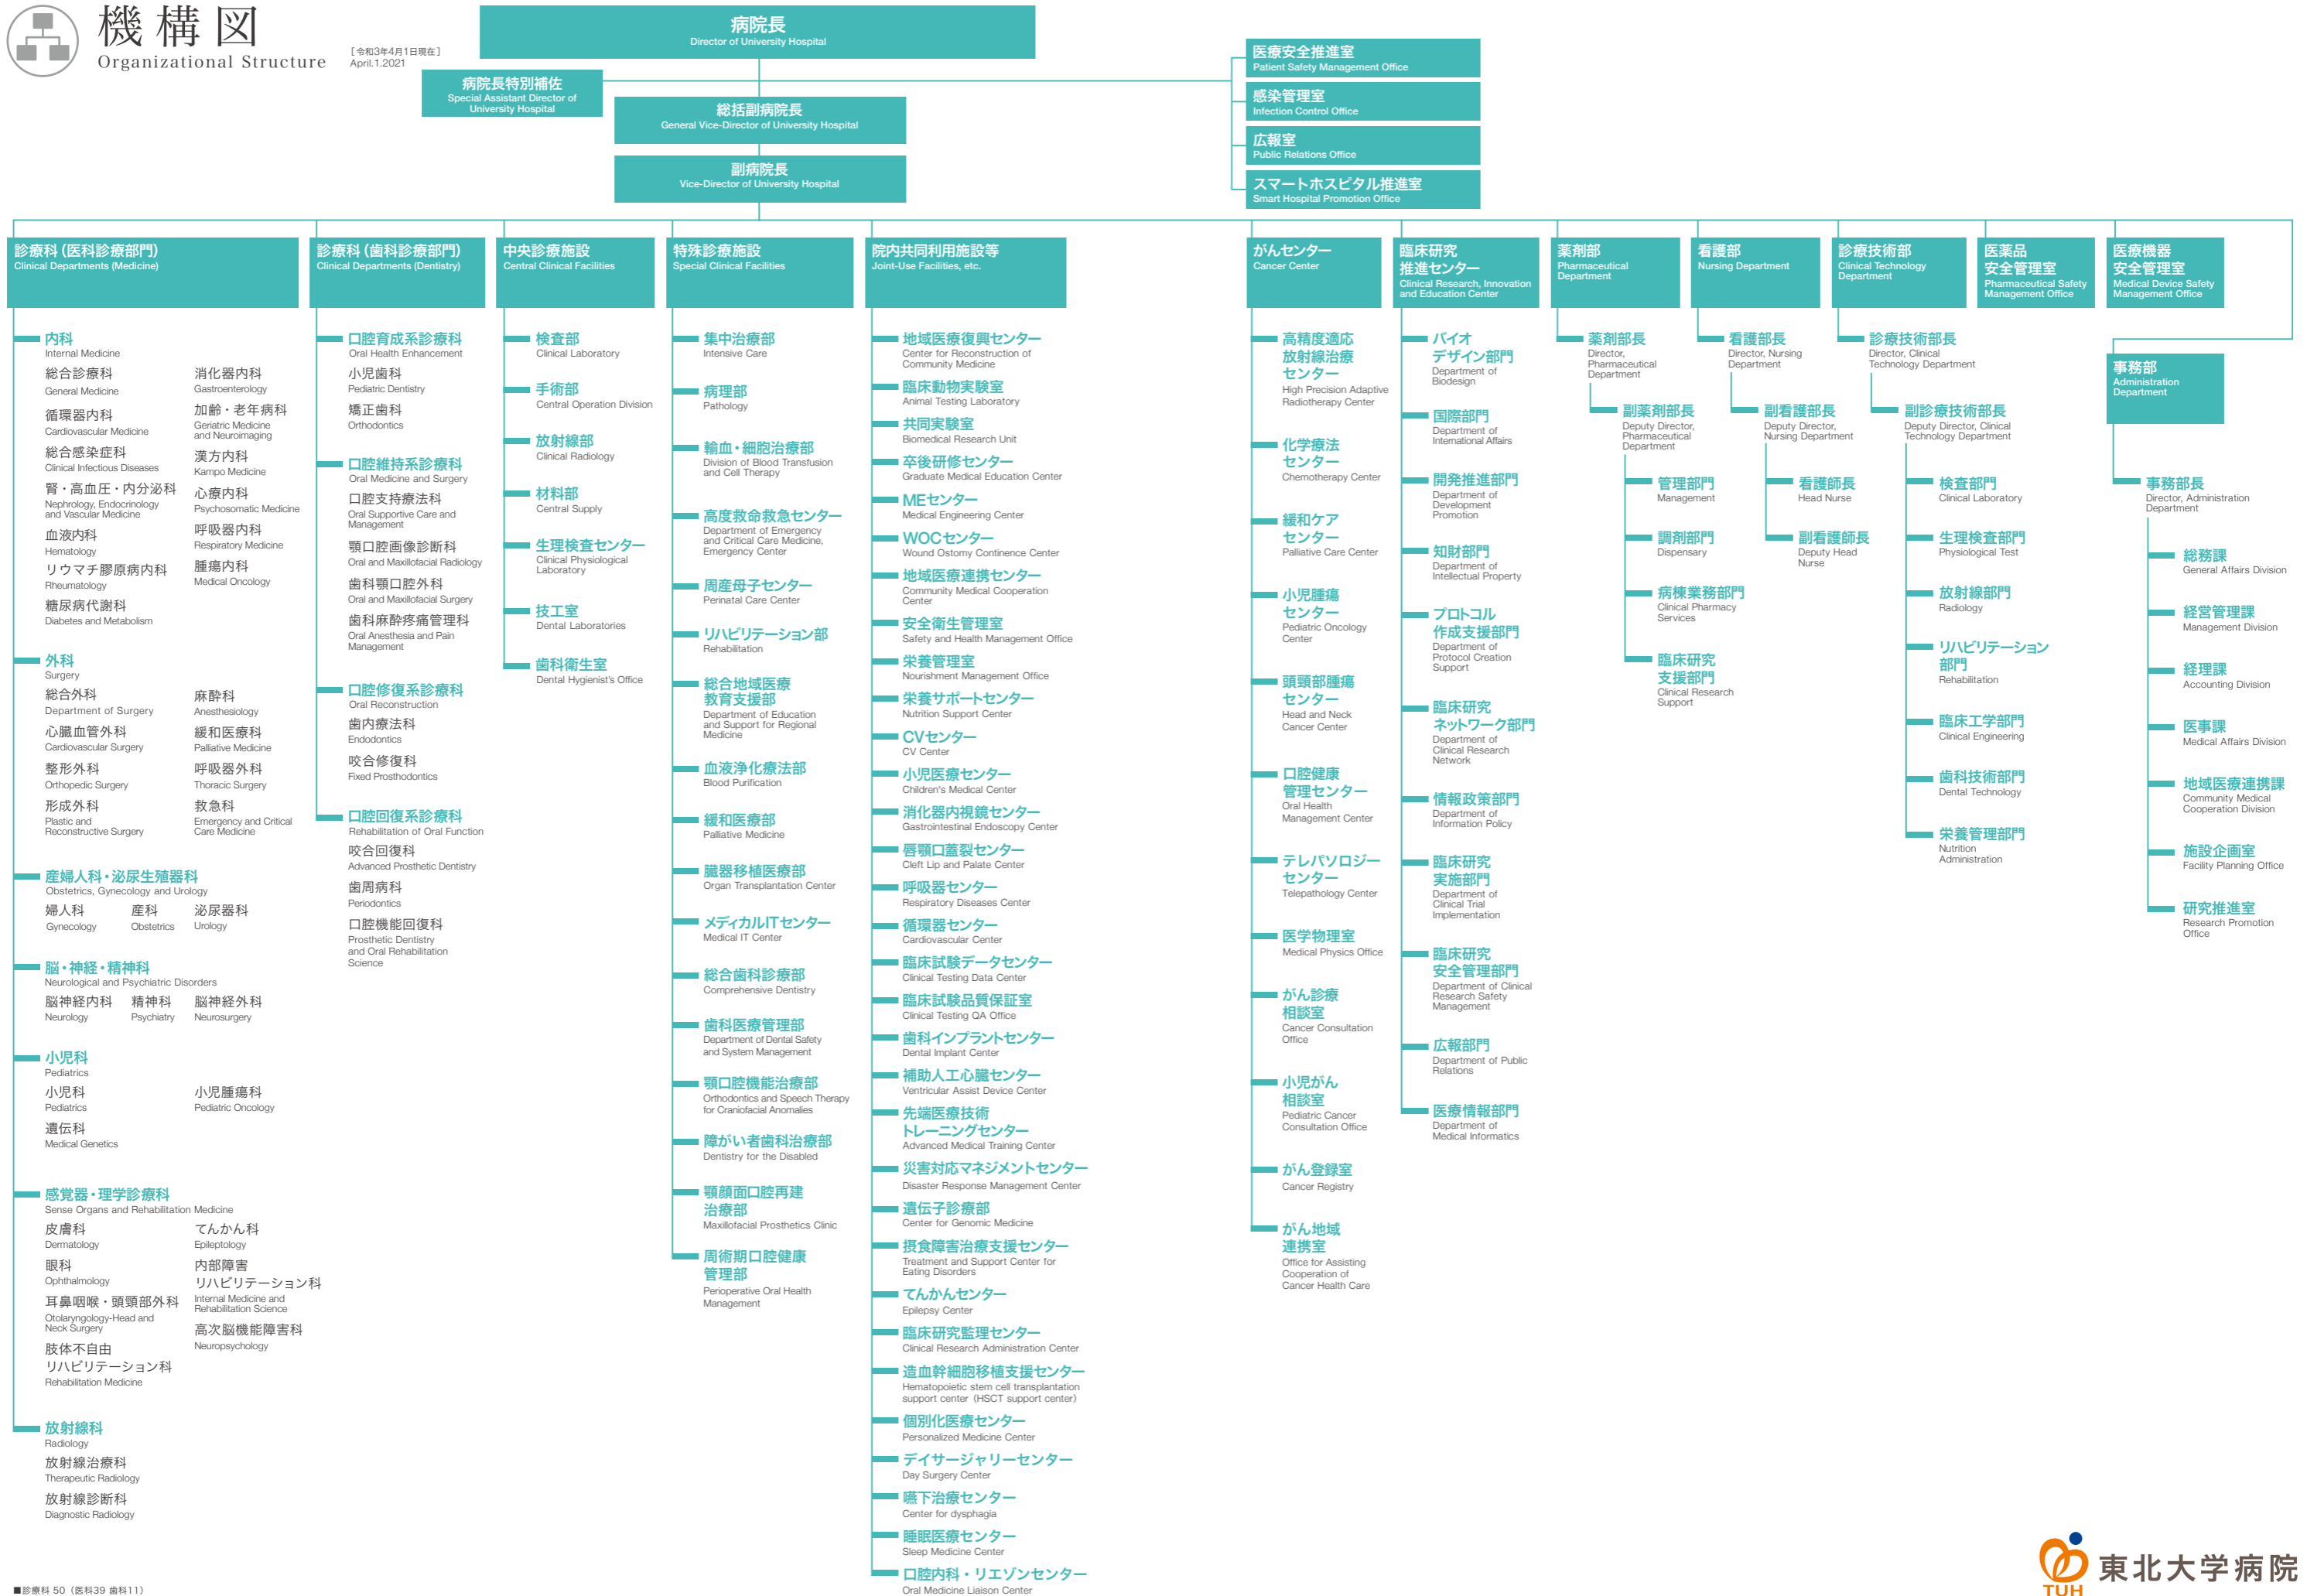 機構図
Organizational Structure
[令和3年4月1日現在]
April.1.2021
病院長
Director of University Hospital
病院長特別補佐
Special Assistant Director of
University Hospital
総括副病院長
General Vice-Director of University Hospital
副病院長
Vice-Director of University Hospital
医療安全推進室
Patient Safety Management Office
感染管理室
Infection Control Office
広報室
Public Relations Office
スマートホスピタル推進室
Smart Hospital Promotion Office
診療科(医科診療部門)
Clinical Departments (Medicine)
内科
Internal Medicine
総合診療科
General Medicine
循環器内科
Cardiovascular Medicine
総合感染症科
Clinical Infectious Diseases
腎・高血圧・内分泌科
Nephrology, Endocrinology
and Vascular Medicine
血液内科
Hematology
リウマチ膠原病内科
Rheumatology
糖尿病代謝科
Diabetes and Metabolism
消化器内科
Gastroenterology
加齢・老年病科
Geriatric Medicine
and Neuroimaging
漢方内科
Kampo Medicine
心療内科
Psychosomatic Medicine
呼吸器内科
Respiratory Medicine
腫瘍内科
Medical Oncology
外科
Surgery
総合外科
Department of Surgery
心臓血管外科
Cardiovascular Surgery
整形外科
Orthopedic Surgery
形成外科
Plastic and
Reconstructive Surgery
麻酔科
Anesthesiology
緩和医療科
Palliative Medicine
呼吸器外科
Thoracic Surgery
救急科
Emergency and Critical
Care Medicine
産婦人科・泌尿生殖器科
Obstetrics, Gynecology and Urology
婦人科
Gynecology
産科
Obstetrics
泌尿器科
Urology
脳・神経・精神科
Neurological and Psychiatric Disorders
脳神経内科
Neurology
精神科
Psychiatry
脳神経外科
Neurosurgery
小児科
Pediatrics
小児科
Pediatrics
小児腫瘍科
Pediatric Oncology
遺伝科
Medical Genetics
感覚器・理学診療科
Sense Organs and Rehabilitation Medicine
皮膚科
Dermatology
眼科
Ophthalmology
耳鼻咽喉・頭頸部外科
Otolaryngology-Head and
Neck Surgery
肢体不自由
リハビリテーション科
Rehabilitation Medicine
てんかん科
Epileptology
内部障害
リハビリテーション科
Internal Medicine and
Rehabilitation Science
高次脳機能障害科
Neuropsychology
放射線科
Radiology
放射線治療科
Therapeutic Radiology
放射線診断科
Diagnostic Radiology
診療科(歯科診療部門)
Clinical Departments (Dentistry)
口腔育成系診療科
Oral Health Enhancement
小児歯科
Pediatric Dentistry
矯正歯科
Orthodontics
口腔維持系診療科
Oral Medicine and Surgery
口腔支持療法科
Oral Supportive Care and
Management
顎口腔画像診断科
Oral and Maxillofacial Radiology
歯科顎口腔外科
Oral and Maxillofacial Surgery
歯科麻酔疼痛管理科
Oral Anesthesia and Pain
Management
口腔修復系診療科
Oral Reconstruction
歯内療法科
Endodontics
咬合修復科
Fixed Prosthodontics
口腔回復系診療科
Rehabilitation of Oral Function
咬合回復科
Advanced Prosthetic Dentistry
歯周病科
Periodontics
口腔機能回復科
Prosthetic Dentistry
and Oral Rehabilitation
Science
中央診療施設
Central Clinical Facilities
検査部
Clinical Laboratory
手術部
Central Operation Division
放射線部
Clinical Radiology
材料部
Central Supply
生理検査センター
Clinical Physiological
Laboratory
技工室
Dental Laboratories
歯科衛生室
Dental Hygienist's Office
特殊診療施設
Special Clinical Facilities
集中治療部
Intensive Care
病理部
Pathology
輸血・細胞治療部
Division of Blood Transfusion
and Cell Therapy
高度救命救急センター
Department of Emergency
and Critical Care Medicine,
Emergency Center
周産母子センター
Perinatal Care Center
リハビリテーション部
Rehabilitation
総合地域医療
教育支援部
Department of Education
and Support for Regional
Medicine
血液浄化療法部
Blood Purification
緩和医療部
Palliative Medicine
臓器移植医療部
Organ Transplantation Center
メディカルITセンター
Medical IT Center
総合歯科診療部
Comprehensive Dentistry
歯科医療管理部
Department of Dental Safety
and System Management
顎口腔機能治療部
Orthodontics and Speech Therapy
for Craniofacial Anomalies
障がい者歯科治療部
Dentistry for the Disabled
顎顔面口腔再建
治療部
Maxillofacial Prosthetics Clinic
周術期口腔健康
管理部
Perioperative Oral Health
Management
院内共同利用施設等
Joint-Use Facilities, etc.
地域医療復興センター
Center for Reconstruction of
Community Medicine
臨床動物実験室
Animal Testing Laboratory
共同実験室
Biomedical Research Unit
卒後研修センター
Graduate Medical Education Center
MEセンター
Medical Engineering Center
WOCセンター
Wound Ostomy Continence Center
地域医療連携センター
Community Medical Cooperation
Center
安全衛生管理室
Safety and Health Management Office
栄養管理室
Nourishment Management Office
栄養サポートセンター
Nutrition Support Center
CVセンター
CV Center
小児医療センター
Children's Medical Center
消化器内視鏡センター
Gastrointestinal Endoscopy Center
唇顎口蓋裂センター
Cleft Lip and Palate Center
呼吸器センター
Respiratory Diseases Center
循環器センター
Cardiovascular Center
臨床試験データセンター
Clinical Testing Data Center
臨床試験品質保証室
Clinical Testing QA Office
歯科インプラントセンター
Dental Implant Center
補助人工心臓センター
Ventricular Assist Device Center
先端医療技術
トレーニングセンター
Advanced Medical Training Center
災害対応マネジメントセンター
Disaster Response Management Center
遺伝子診療部
Center for Genomic Medicine
摂食障害治療支援センター
Treatment and Support Center for
Eating Disorders
てんかんセンター
Epilepsy Center
臨床研究監理センター
Clinical Research Administration Center
造血幹細胞移植支援センター
Hematopoietic stem cell transplantation
support center (HSCT support center)
個別化医療センター
Personalized Medicine Center
デイサージャリーセンター
Day Surgery Center
嚥下治療センター
Center for dysphagia
睡眠医療センター
Sleep Medicine Center
口腔内科・リエゾンセンター
Oral Medicine Liaison Center
がんセンター
Cancer Center
高精度適応
放射線治療
センター
High Precision Adaptive
Radiotherapy Center
化学療法
センター
Chemotherapy Center
緩和ケア
センター
Palliative Care Center
小児腫瘍
センター
Pediatric Oncology
Center
頭頸部腫瘍
センター
Head and Neck
Cancer Center
口腔健康
管理センター
Oral Health
Management Center
テレパソロジー
センター
Telepathology Center
医学物理室
Medical Physics Office
がん診療
相談室
Cancer Consultation
Office
小児がん
相談室
Pediatric Cancer
Consultation Office
がん登録室
Cancer Registry
がん地域
連携室
Office for Assisting
Cooperation of
Cancer Health Care
臨床研究
推進センター
Clinical Research, Innovation
and Education Center
バイオ
デザイン部門
Department of
Biodesign
国際部門
Department of
International Affairs
開発推進部門
Department of
Development
Promotion
知財部門
Department of
Intellectual Property
プロトコル
作成支援部門
Department of
Protocol Creation
Support
臨床研究
ネットワーク部門
Department of
Clinical Research
Network
情報政策部門
Department of
Information Policy
臨床研究
実施部門
Department of
Clinical Trial
Implementation
臨床研究
安全管理部門
Department of Clinical
Research Safety
Management
広報部門
Department of Public
Relations
医療情報部門
Department of
Medical Informatics
薬剤部
Pharmaceutical
Department
薬剤部長
Director,
Pharmaceutical
Department
副薬剤部長
Deputy Director,
Pharmaceutical
Department
管理部門
Management
調剤部門
Dispensary
病棟業務部門
Clinical Pharmacy
Services
臨床研究
支援部門
Clinical Research
Support
看護部
Nursing Department
看護部長
Director, Nursing
Department
副看護部長
Deputy Director,
Nursing Department
看護師長
Head Nurse
副看護師長
Deputy Head
Nurse
診療技術部
Clinical Technology
Department
診療技術部長
Director, Clinical
Technology Department
副診療技術部長
Deputy Director, Clinical
Technology Department
検査部門
Clinical Laboratory
生理検査部門
Physiological Test
放射線部門
Radiology
リハビリテーション
部門
Rehabilitation
臨床工学部門
Clinical Engineering
歯科技術部門
Dental Technology
栄養管理部門
Nutrition
Administration
医薬品
安全管理室
Pharmaceutical Safety
Management Office
医療機器
安全管理室
Medical Device Safety
Management Office
事務部
Administration
Department
事務部長
Director, Administration
Department
総務課
General Affairs Division
経営管理課
Management Division
経理課
Accounting Division
医事課
Medical Affairs Division
地域医療連携課
Community Medical
Cooperation Division
施設企画室
Facility Planning Office
研究推進室
Research Promotion
Office
■診療科 50(医科39 歯科11)
TUH
東北大学病院